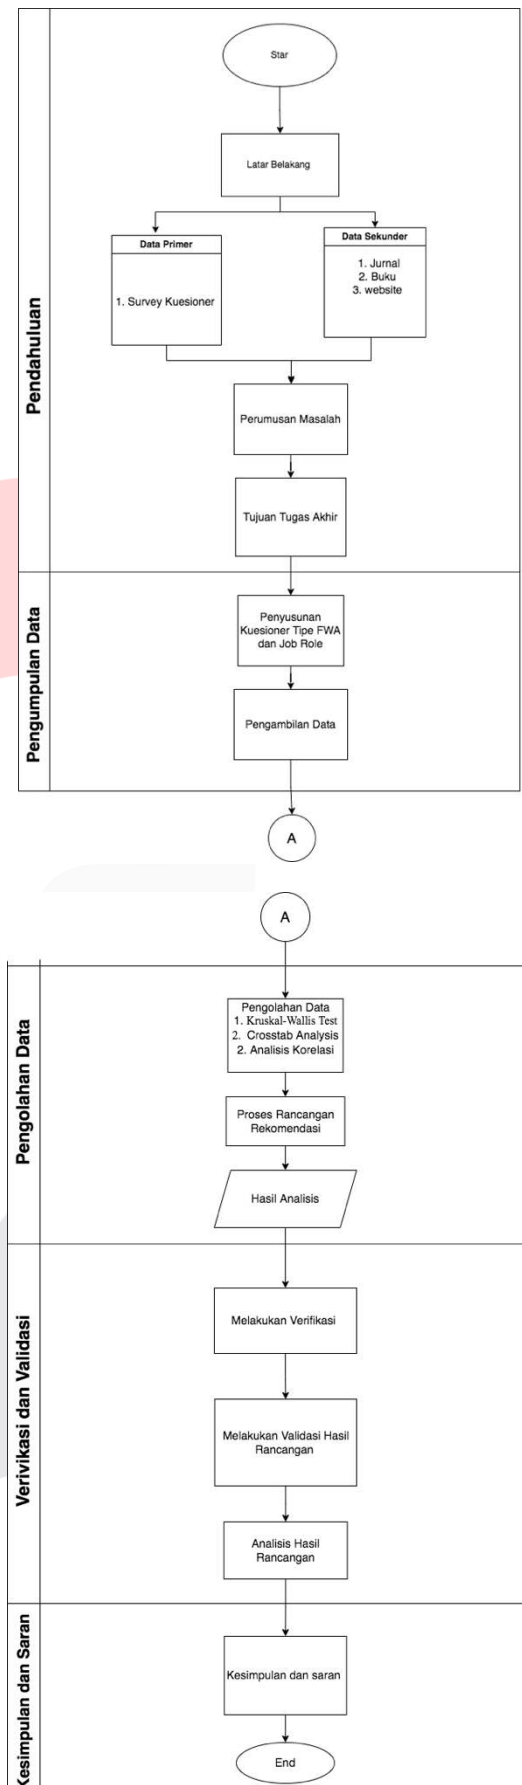 Pendahuluan
Star
Latar Belakang
Data Primer
1. Survey Kuesioner
Data Sekunder
1. Jurnal
2. Buku
3. website
Perumusan Masalah
Tujuan Tugas Akhir
Pengumpulan Data
Penyusunan
Kuesioner Tipe FWA
dan Job Role
Pengambilan Data
A
A
Pengolahan Data
Pengolahan Data
1. Kruskal-Wallis Test
2. Crosstab Analysis
2. Analisis Korelasi
Proses Rancangan
Rekomendasi
Hasil Analisis
Verivikasi dan Validasi
Melakukan Verifikasi
Melakukan Validasi Hasil
Rancangan
Analisis Hasil
Rancangan
Kesimpulan dan Saran
Kesimpulan dan saran
End